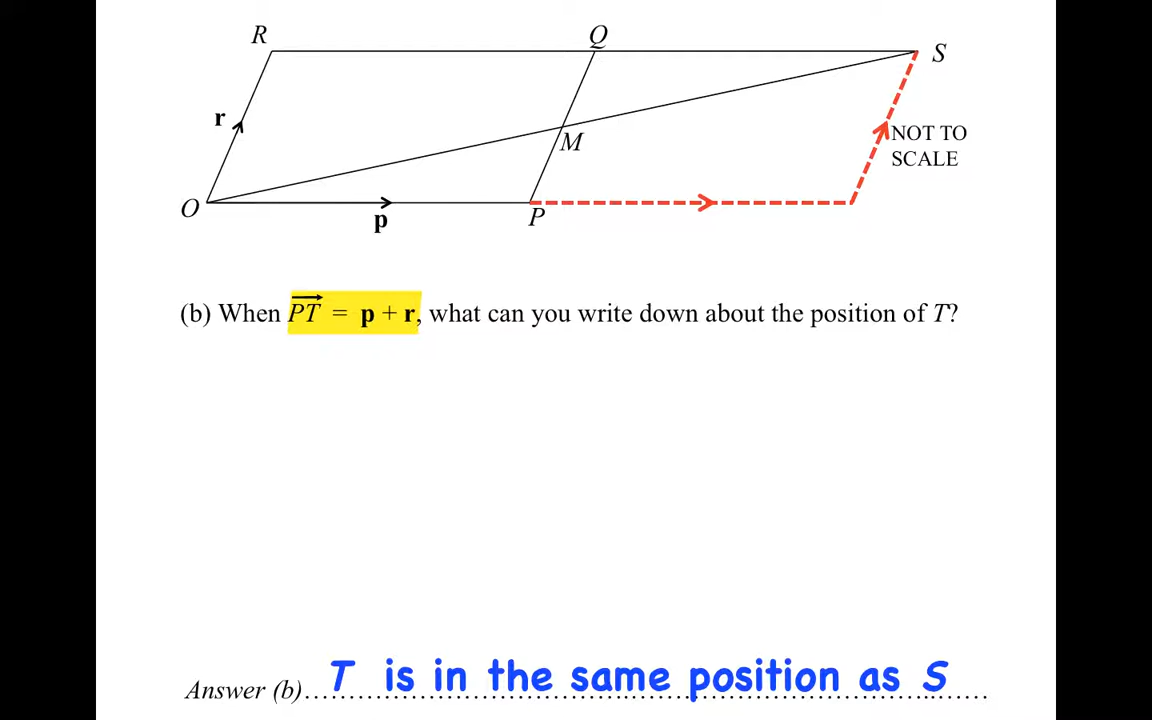 R Q S
r M NOT TO
SCALE
O P
p
(b) When PT = p + r, what can you write down about the position of T?
Answer (b)....T is in the same position as S....